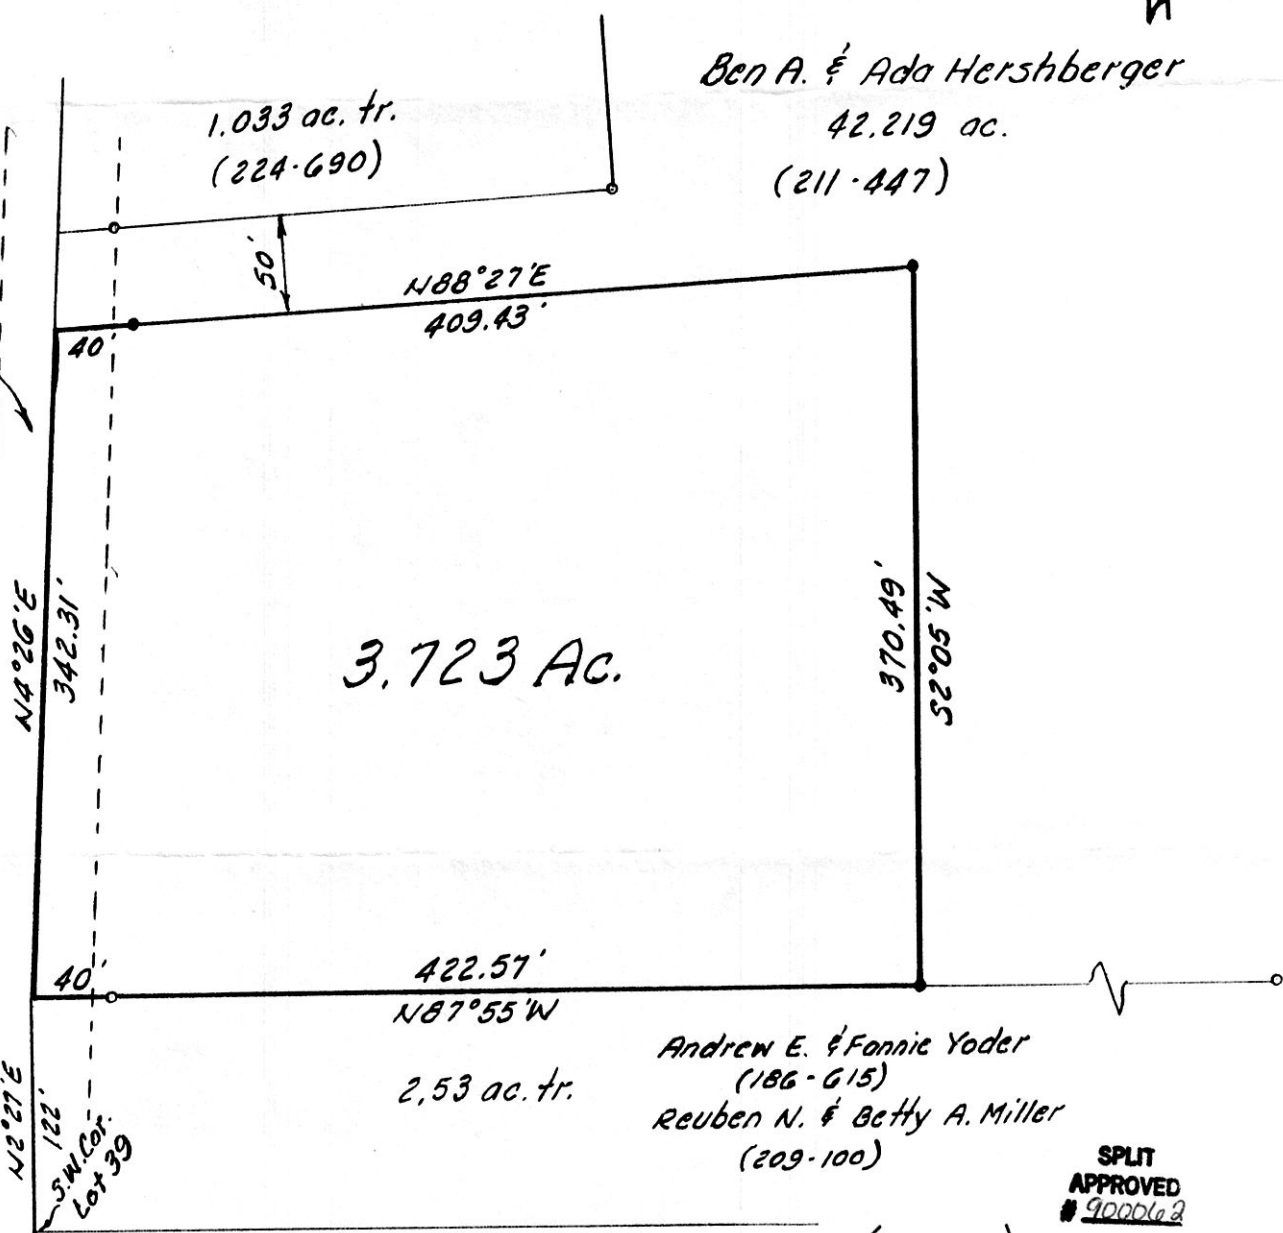 Ben A. & Ada Hershberger
42.219 ac.
(211-447)
1.033 ac. tr.
(224-690)
50'
N88°27'E
409.43'
40'
N4°26'E
342.31'
3.723 Ac.
370.49'
S2°05'W
40'
422.57'
N87°55'W
2.53 ac. tr.
Andrew E. & Fannie Yoder
(186-615)
Reuben N. & Betty A. Miller
(209-100)
N2°27'E
122'
S.W. Cor.
Lot 39
SPLIT
APPROVED
# 900062